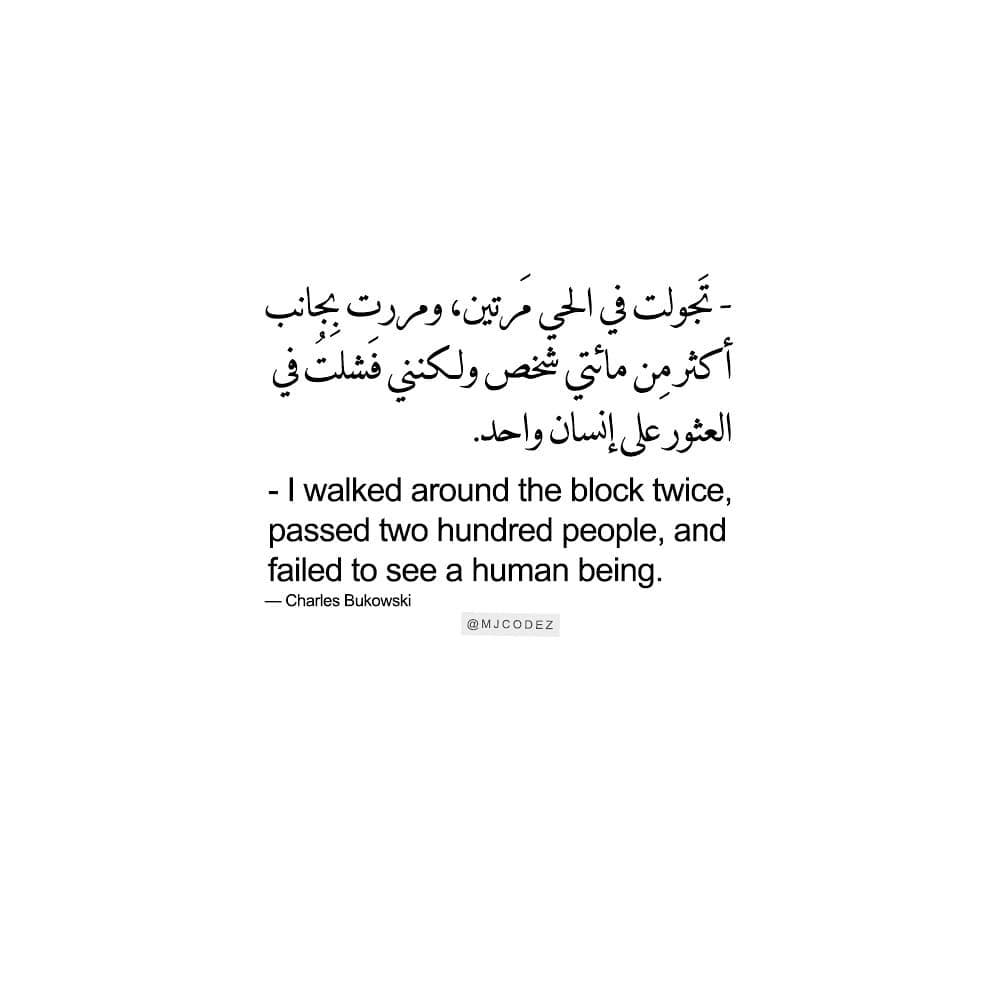 - تَجولت في الحي مَرتين، ومررت بِجانب
أكثر مِن مائتي شخص ولكنني فَشلتُ في
العثور على إنسان واحد.
- I walked around the block twice,
passed two hundred people, and
failed to see a human being.
— Charles Bukowski
@MJCODEZ